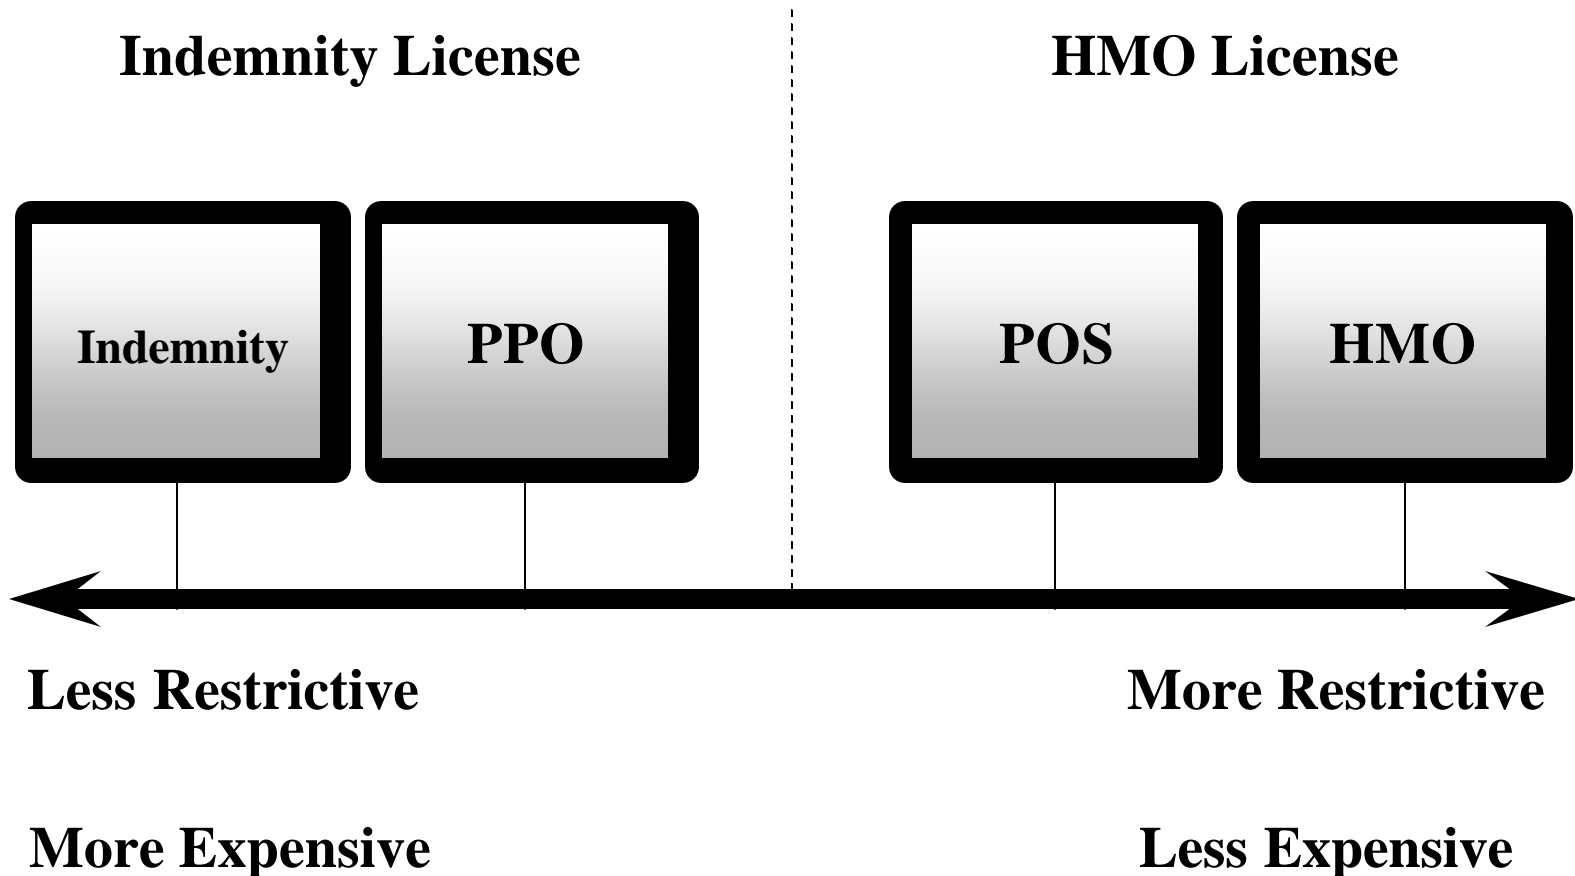 Indemnity License
HMO License
Indemnity
PPO
POS
HMO
Less Restrictive
More Restrictive
More Expensive
Less Expensive